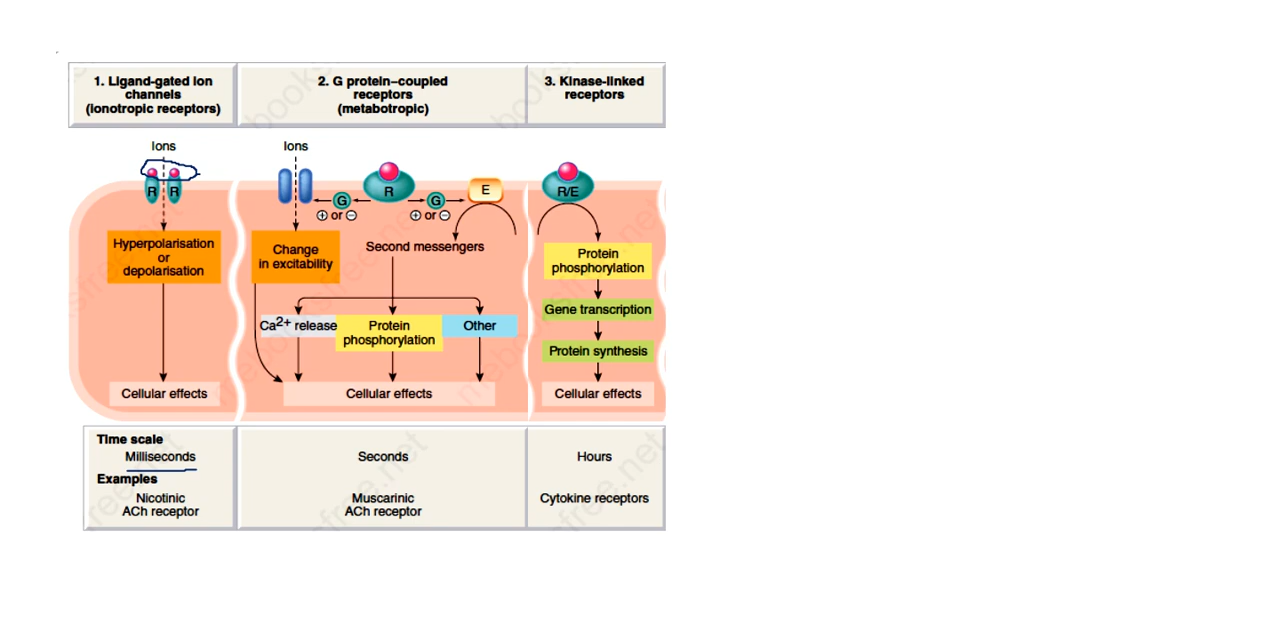 1. Ligand-gated ion
channels
(ionotropic receptors)
2. G protein–coupled
receptors
(metabotropic)
3. Kinase-linked
receptors
Ions
R R
Hyperpolarisation
or
depolarisation
Cellular effects
Ions
G
R
G
E
+ or −
+ or −
Change
in excitability
Second messengers
Ca2+ release
Protein
phosphorylation
Other
Cellular effects
R/E
Protein
phosphorylation
Gene transcription
Protein synthesis
Cellular effects
Time scale
Milliseconds
Seconds
Hours
Examples
Nicotinic
ACh receptor
Muscarinic
ACh receptor
Cytokine receptors